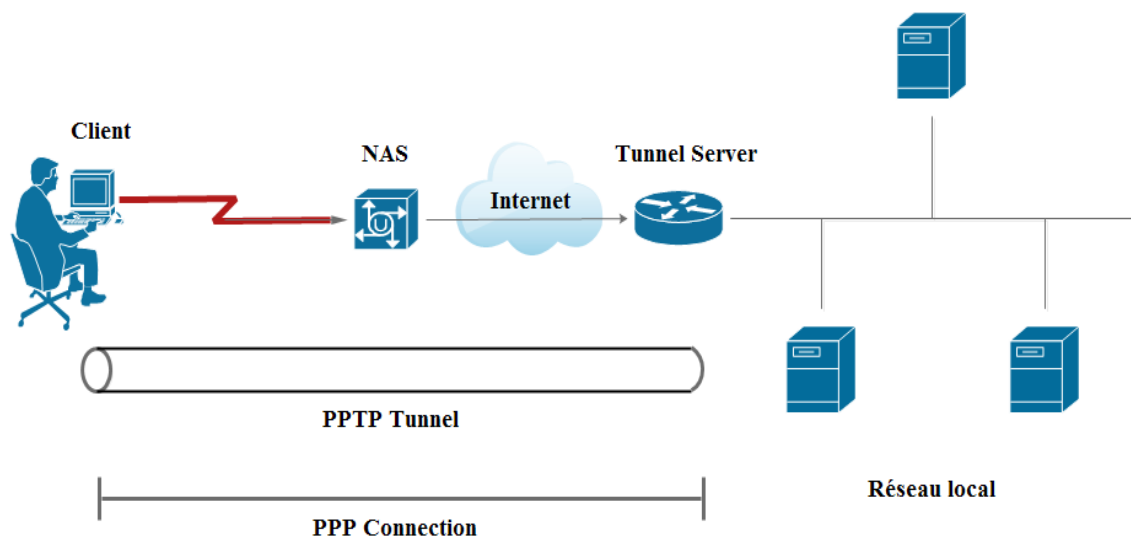 Client
NAS
Tunnel Server
Internet
U
PPTP Tunnel
Réseau local
PPP Connection